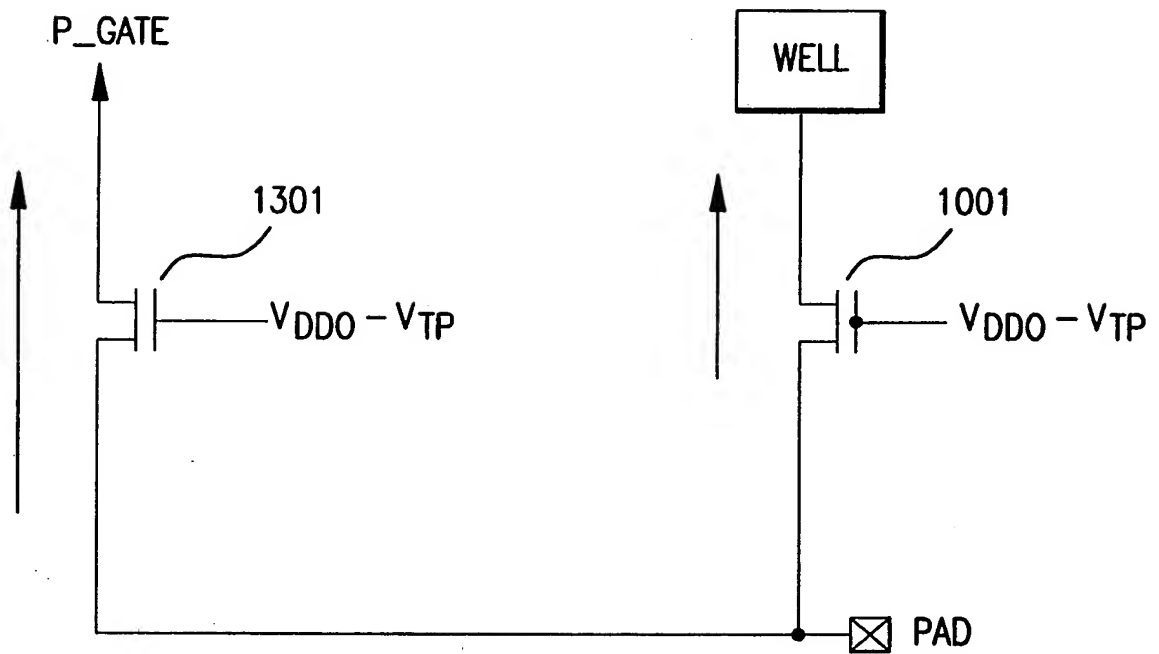 P_GATE
WELL
1301
1001
VDDO – VTP
VDDO – VTP
PAD